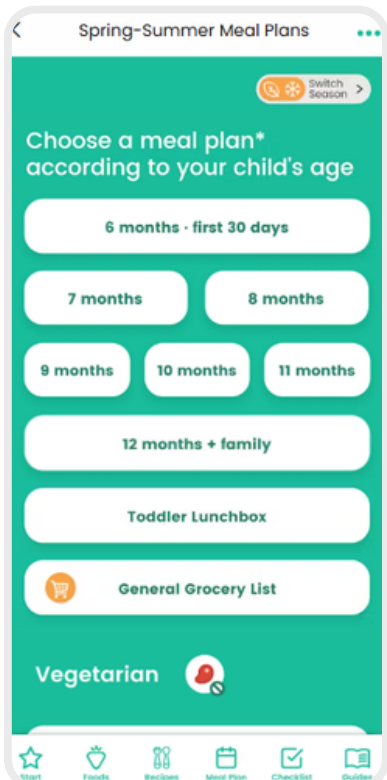 Spring-Summer Meal Plans
Switch
Season
Choose a meal plan*
according to your child's age
6 months · first 30 days
7 months
8 months
9 months
10 months
11 months
12 months + family
Toddler Lunchbox
General Grocery List
Vegetarian
Start
Foods
Recipes
Meal Plan
Checklist
Guides